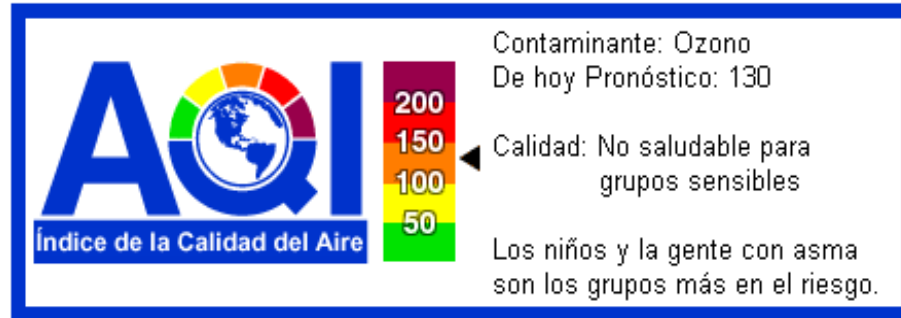 AQI
Índice de la Calidad del Aire
200
150
100
50
Contaminante: Ozono
De hoy Pronóstico: 130
Calidad: No saludable para
grupos sensibles
Los niños y la gente con asma
son los grupos más en el riesgo.